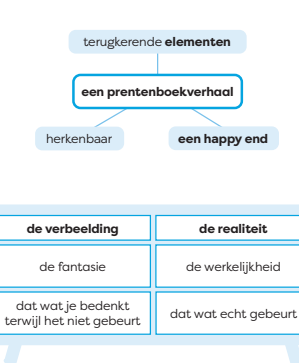 terugkerende elementen
een prentenboekverhaal
herkenbaar
een happy end
de verbeelding
de realiteit
de fantasie
de werkelijkheid
dat wat je bedenkt
terwijl het niet gebeurt
dat wat echt gebeurt